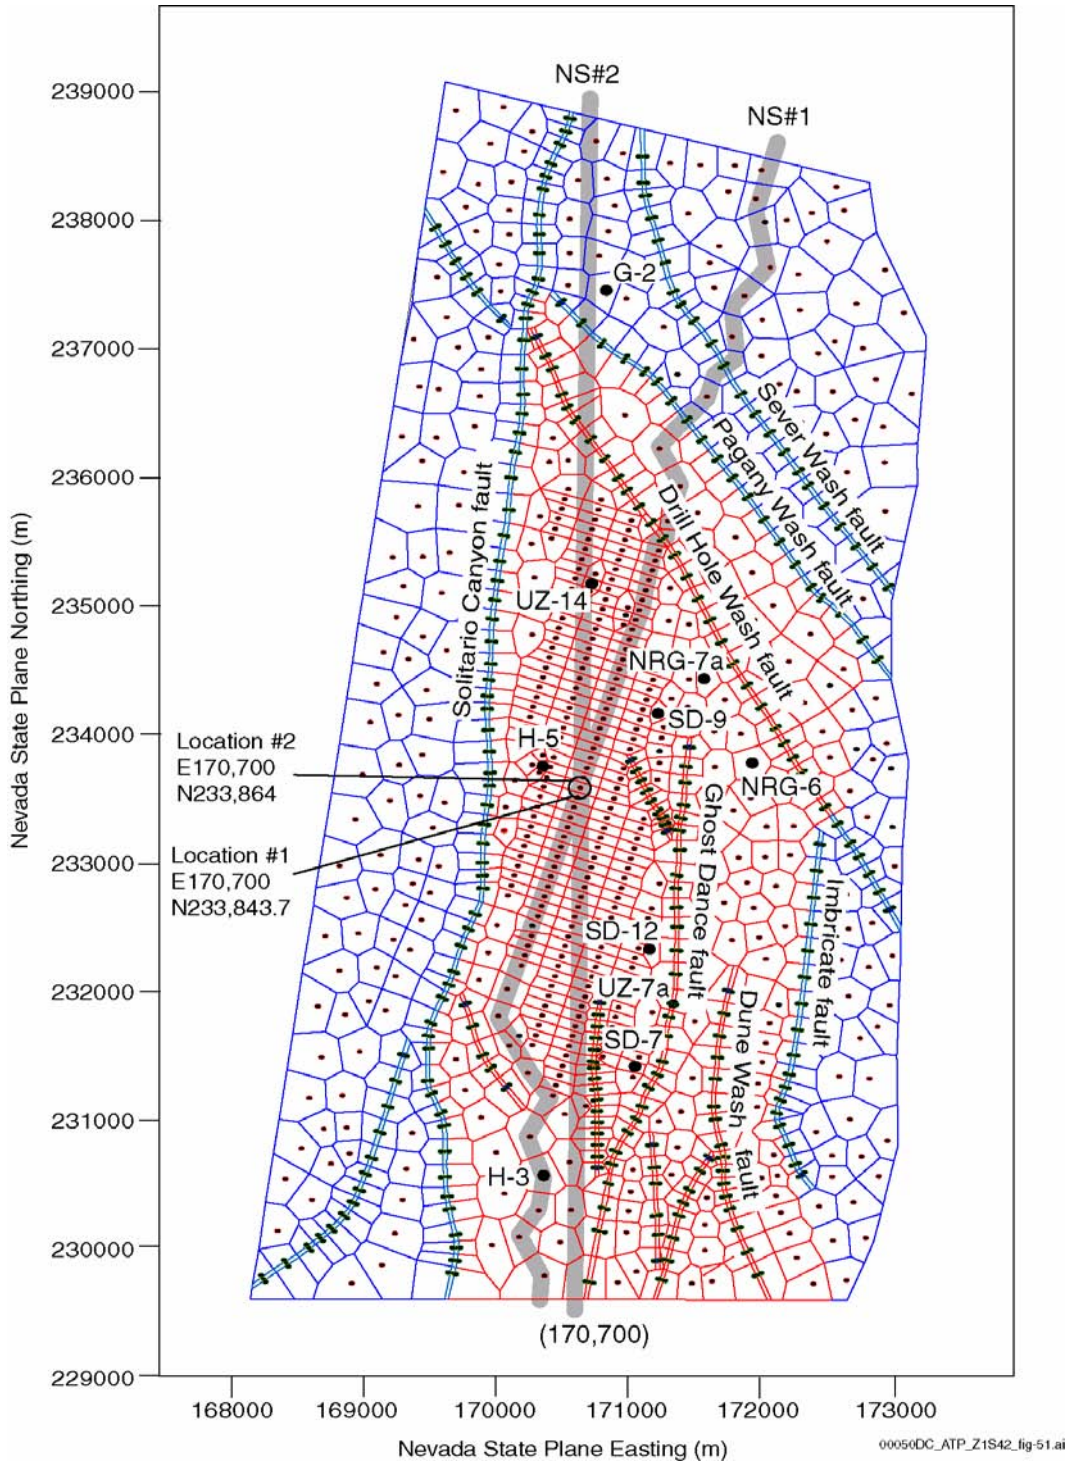 NS#2
NS#1
239000
238000
237000
236000
235000
234000
233000
232000
231000
230000
229000
Nevada State Plane Northing (m)
G-2
Sever Wash fault
Pagany Wash fault
Drill Hole Wash fault
Solitario Canyon fault
UZ-14
NRG-7a
SD-9
H-5
NRG-6
Location #2
E170,700
N233,864
Location #1
E170,700
N233,843.7
Ghost Dance fault
Imbricate fault
SD-12
UZ-7a
SD-7
Dune Wash fault
H-3
(170,700)
168000 169000 170000 171000 172000 173000
Nevada State Plane Easting (m)
00050DC_ATP_Z1S42_fig-51.ai